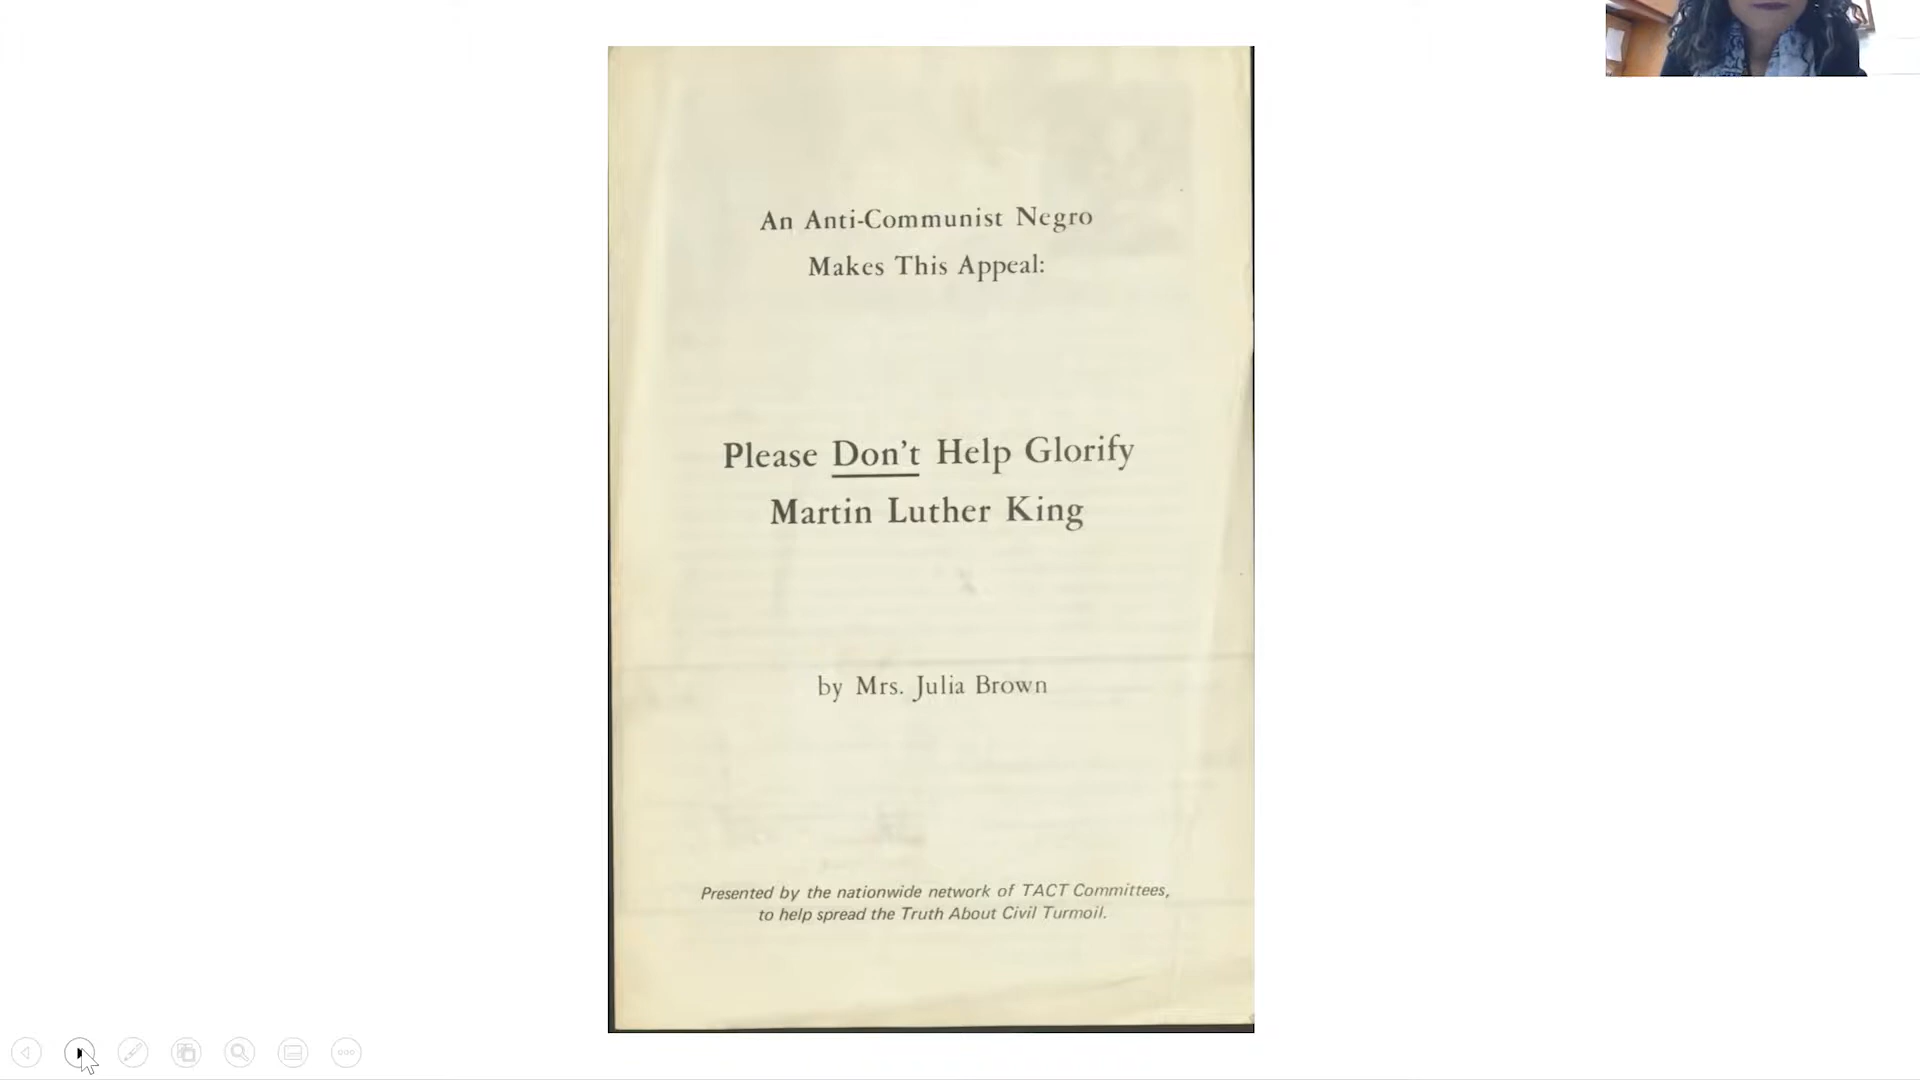 An Anti-Communist Negro
Makes This Appeal:
Please Don't Help Glorify
Martin Luther King
by Mrs. Julia Brown
Presented by the nationwide network of TACT Committees,
to help spread the Truth About Civil Turmoil.